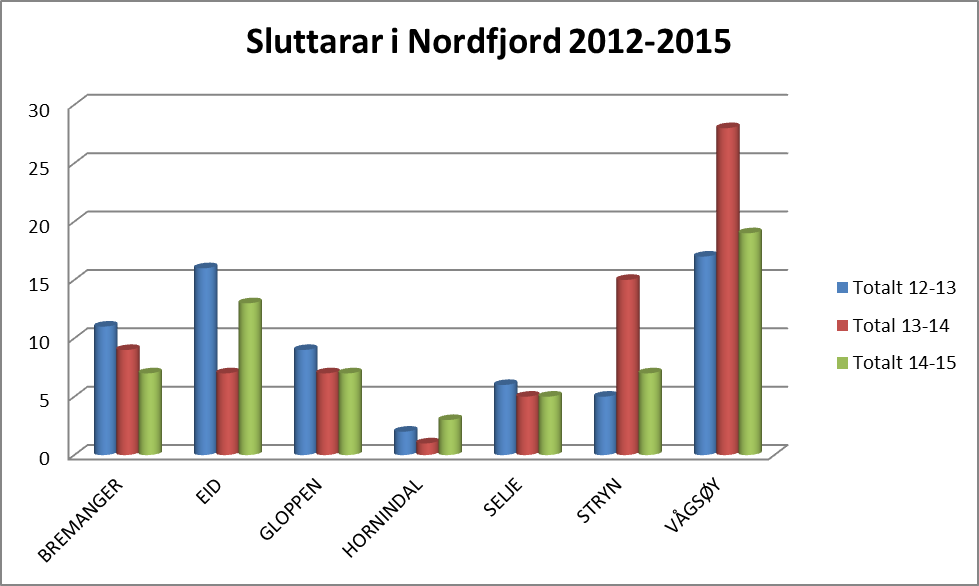 Sluttarar i Nordfjord 2012-2015
30
25
20
15
10
5
0
BREMANGER
EID
GLOPPEN
HORNINDAL
SELJE
STRYN
VÅGSØY
Totalt 12-13
Total 13-14
Totalt 14-15